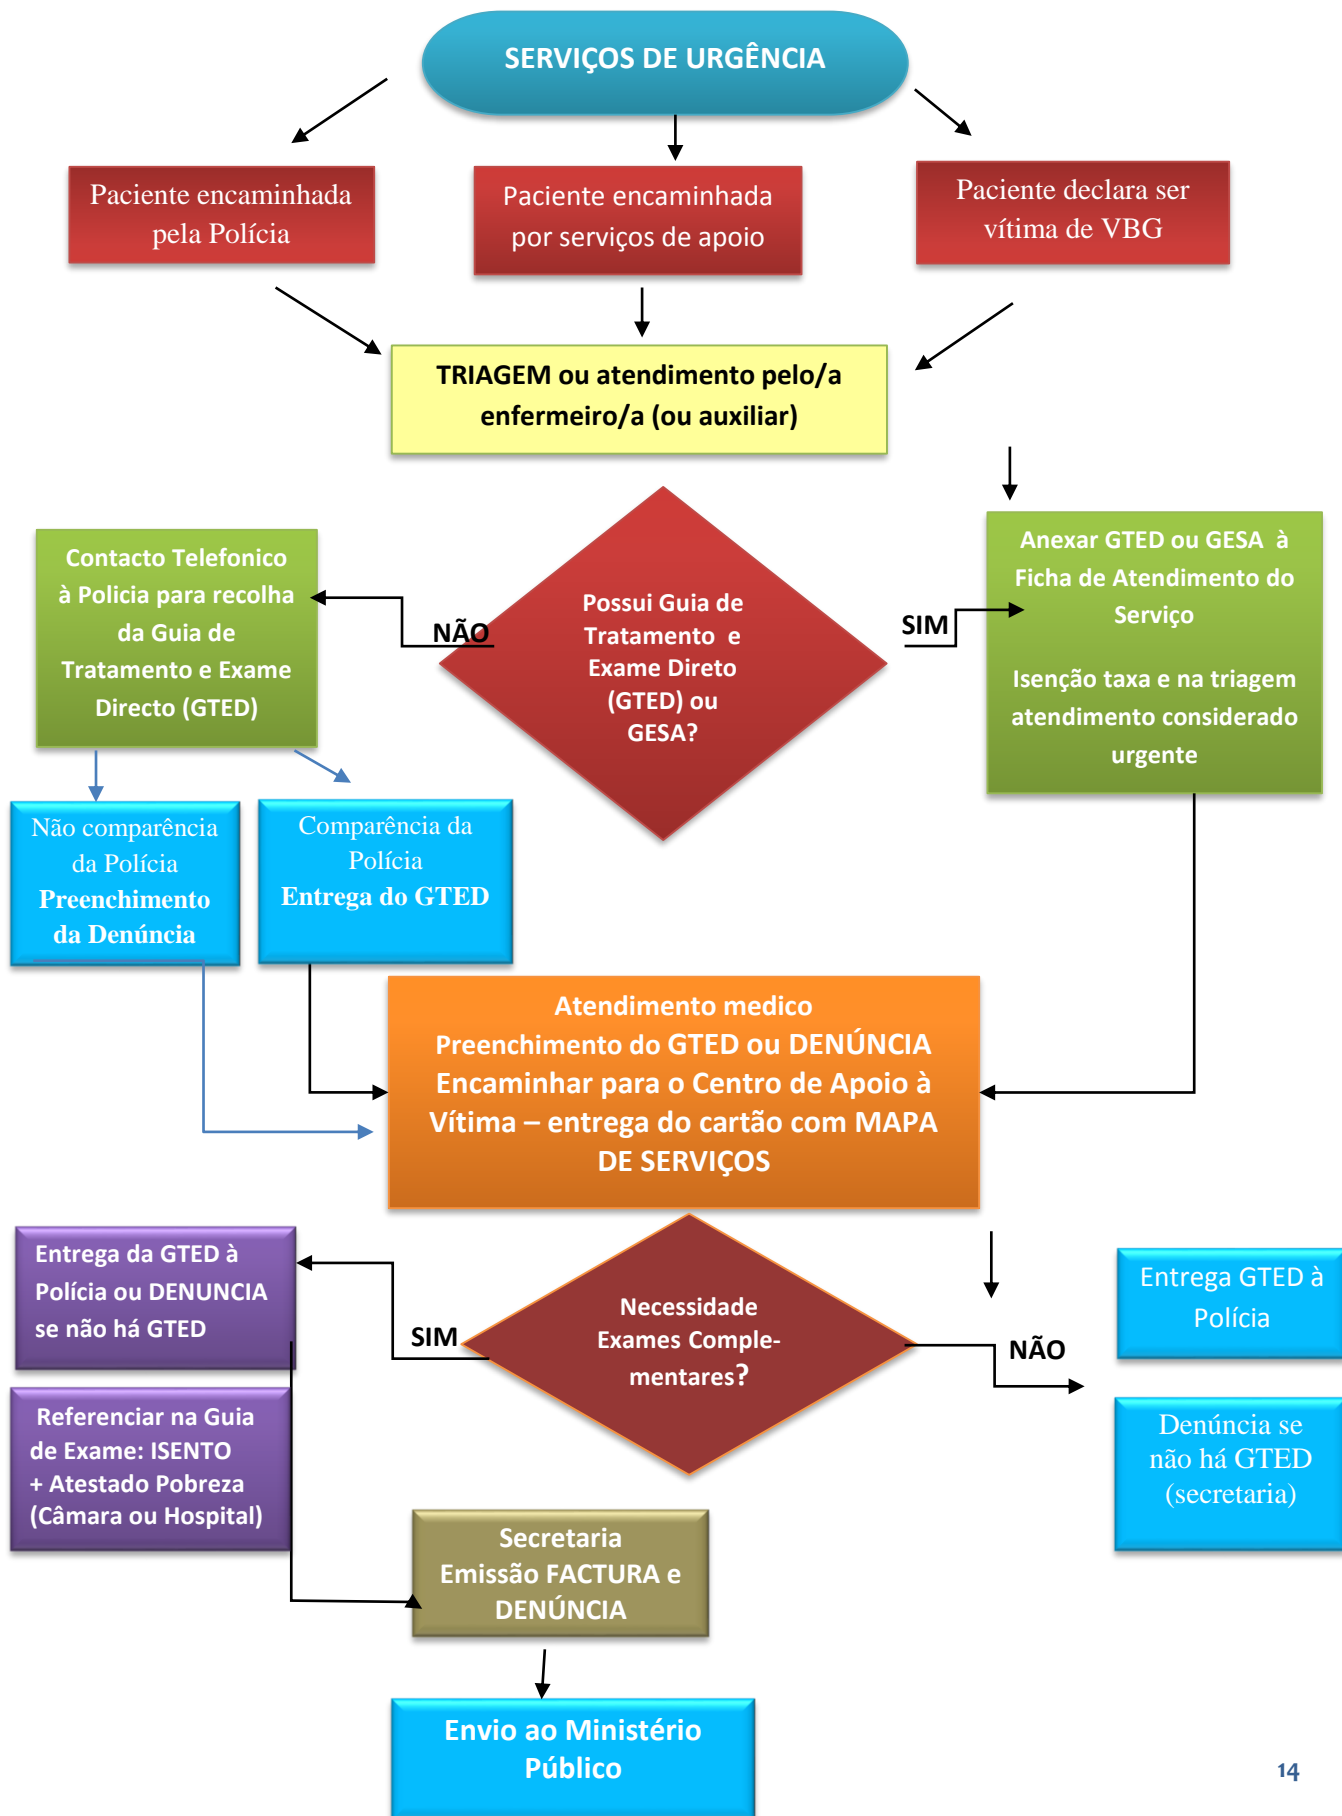 SERVIÇOS DE URGÊNCIA
Paciente encaminhada
pela Polícia
Paciente encaminhada
por serviços de apoio
Paciente declara ser
vítima de VBG
TRIAGEM ou atendimento pelo/a
enfermeiro/a (ou auxiliar)
Contacto Telefonico
à Policia para recolha
da Guia de
Tratamento e Exame
Directo (GTED)
NÃO
Possui Guia de
Tratamento e
Exame Direto
(GTED) ou
GESA?
SIM
Anexar GTED ou GESA à
Ficha de Atendimento do
Serviço
Isenção taxa e na triagem
atendimento considerado
urgente
Não comparência
da Polícia
Preenchimento
da Denúncia
Comparência da
Polícia
Entrega do GTED
Atendimento medico
Preenchimento do GTED ou DENÚNCIA
Encaminhar para o Centro de Apoio à
Vítima – entrega do cartão com MAPA
DE SERVIÇOS
Entrega da GTED à
Polícia ou DENUNCIA
se não há GTED
SIM
Necessidade
Exames Comple-
mentares?
NÃO
Entrega GTED à
Polícia
Referenciar na Guia
de Exame: ISENTO
+ Atestado Pobreza
(Câmara ou Hospital)
Denúncia se
não há GTED
(secretaria)
Secretaria
Emissão FACTURA e
DENÚNCIA
Envio ao Ministério
Público
14